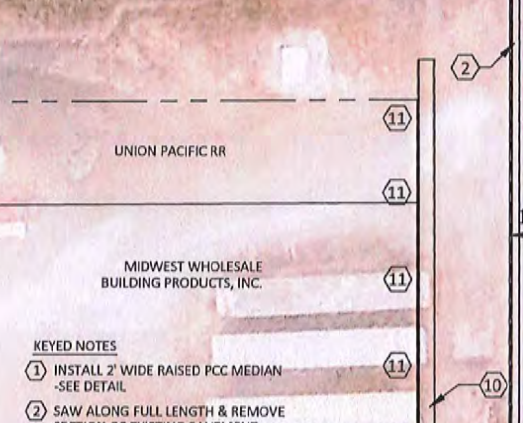 2
11
UNION PACIFIC RR
11
MIDWEST WHOLESALE
BUILDING PRODUCTS, INC.
11
KEYED NOTES
1 INSTALL 2' WIDE RAISED PCC MEDIAN
-SEE DETAIL
11
10
2 SAW ALONG FULL LENGTH & REMOVE